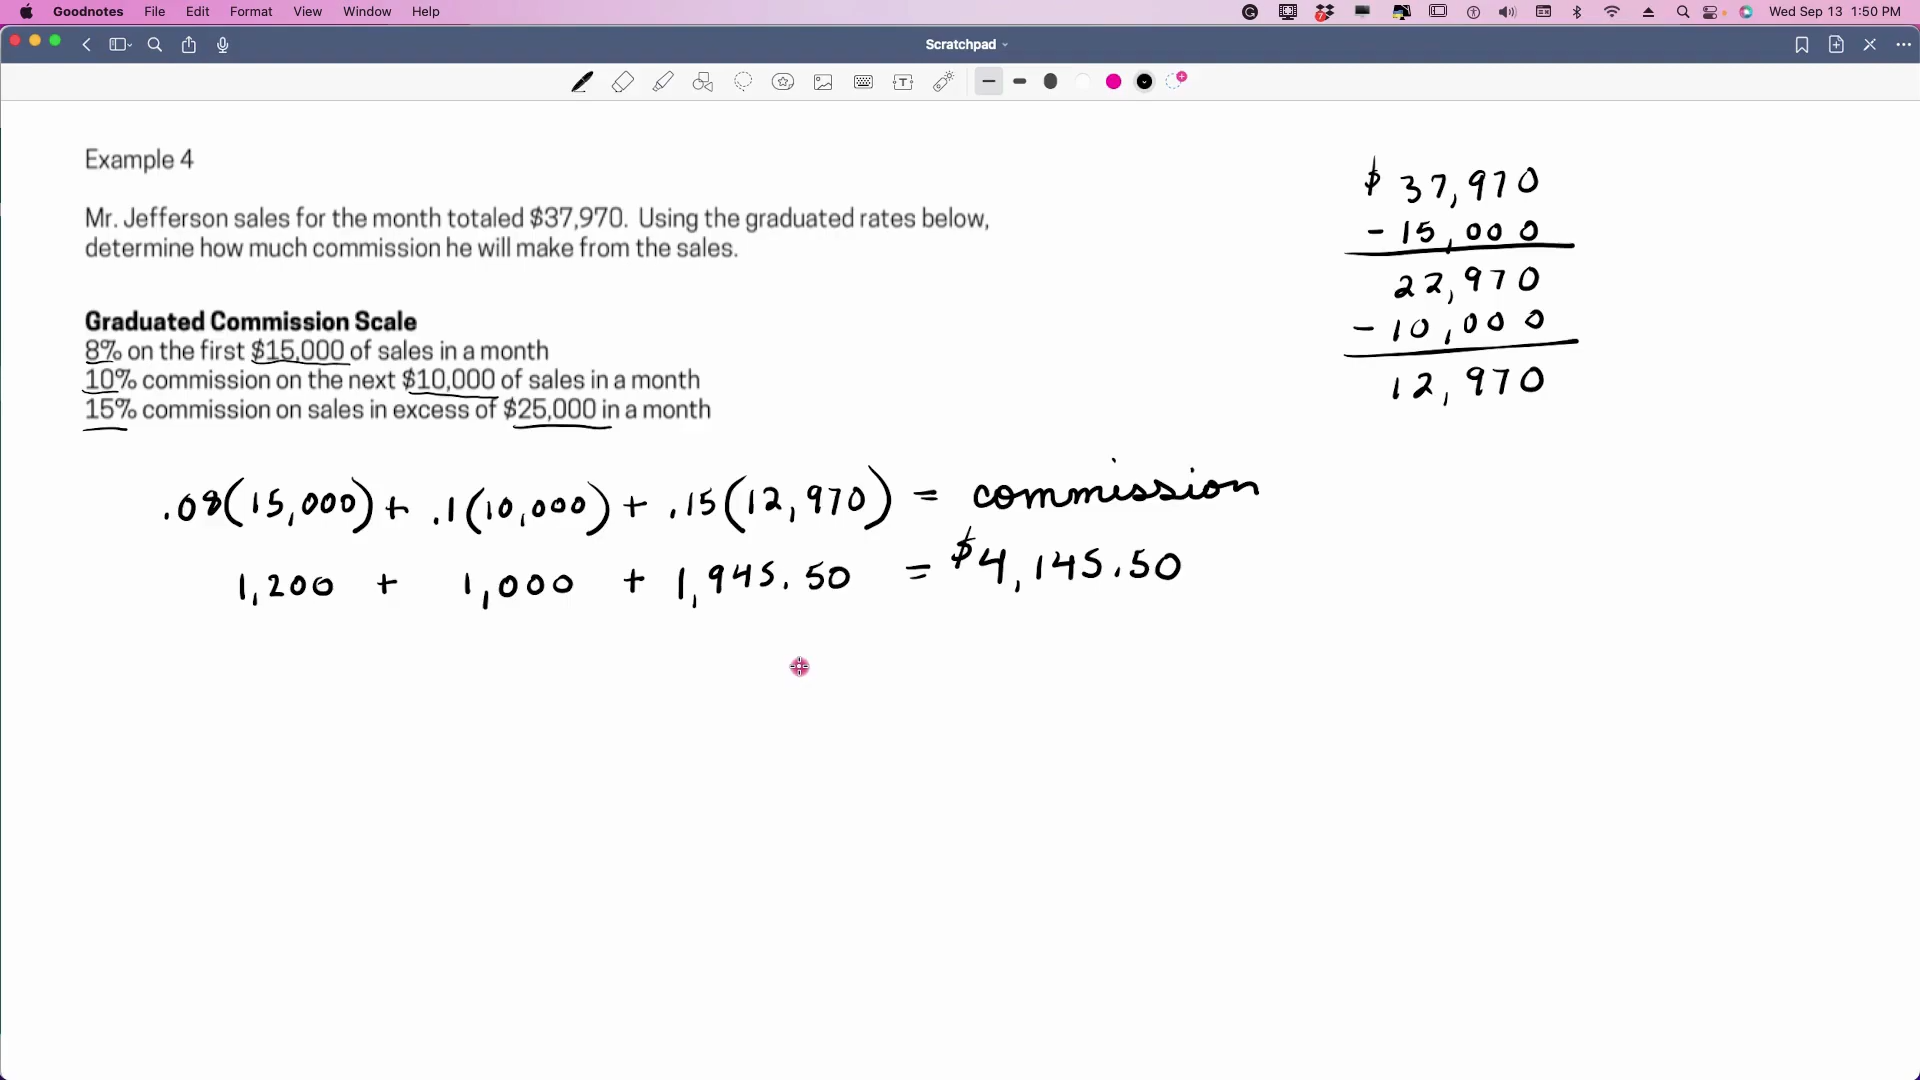 Goodnotes File Edit Format View Window Help Wed Sep 13 1:50 PM
Scratchpad
Example 4
Mr. Jefferson sales for the month totaled $37,970. Using the graduated rates below,
determine how much commission he will make from the sales.
Graduated Commission Scale
8% on the first $15,000 of sales in a month
10% commission on the next $10,000 of sales in a month
15% commission on sales in excess of $25,000 in a month
$ 37,970
- 15,000
22,970
- 10,000
12,970
.08(15,000) + .1(10,000) + .15(12,970) = commission
1,200 + 1,000 + 1,945.50 = $4,145.50